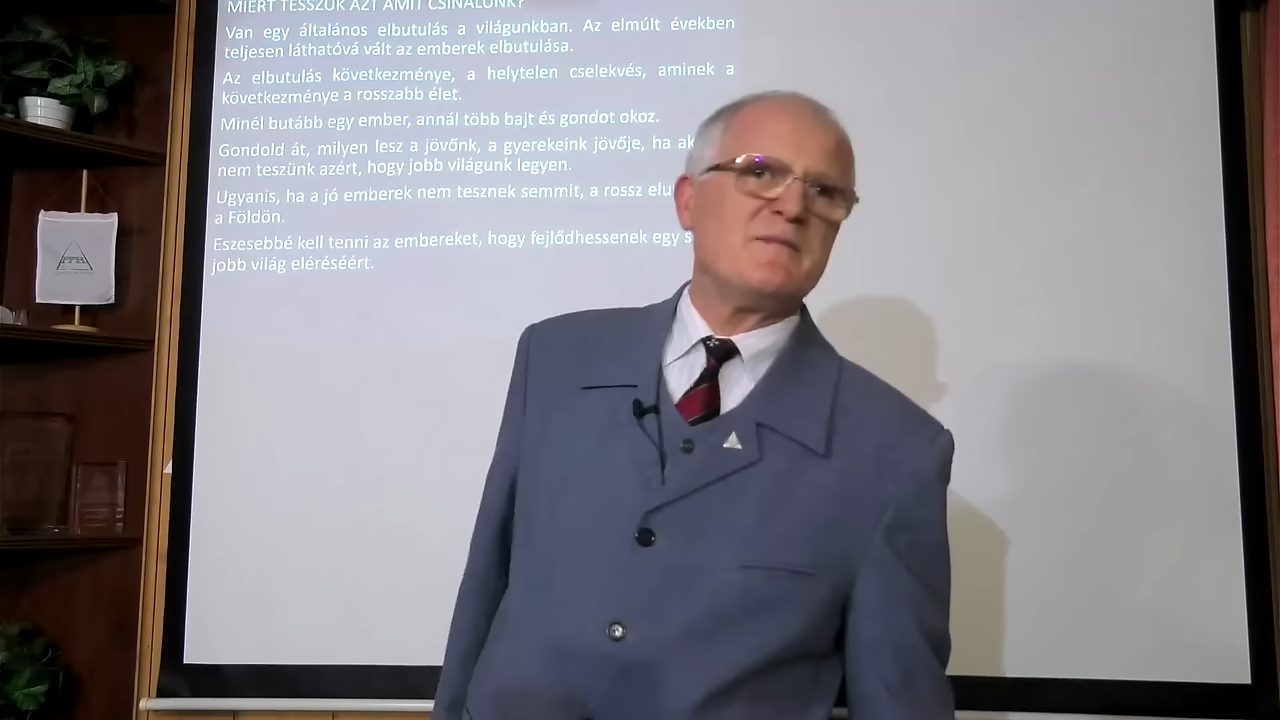 MIÉRT TESSZÜK AZT AMIT CSINÁLUNK?
Van egy általános elbutulás a világunkban. Az elmúlt években
teljesen láthatóvá vált az emberek elbutulása.
Az elbutulás következménye, a helytelen cselekvés, aminek a
következménye a rosszabb élet.
Minél butább egy ember, annál több bajt és gondot okoz.
Gondold át, milyen lesz a jövőnk, a gyerekeink jövője, ha ak
nem teszünk azért, hogy jobb világunk legyen.
Ugyanis, ha a jó emberek nem tesznek semmit, a rossz elu
a Földön.
Eszesebbé kell tenni az embereket, hogy fejlődhessenek egy s
jobb világ eléréséért.